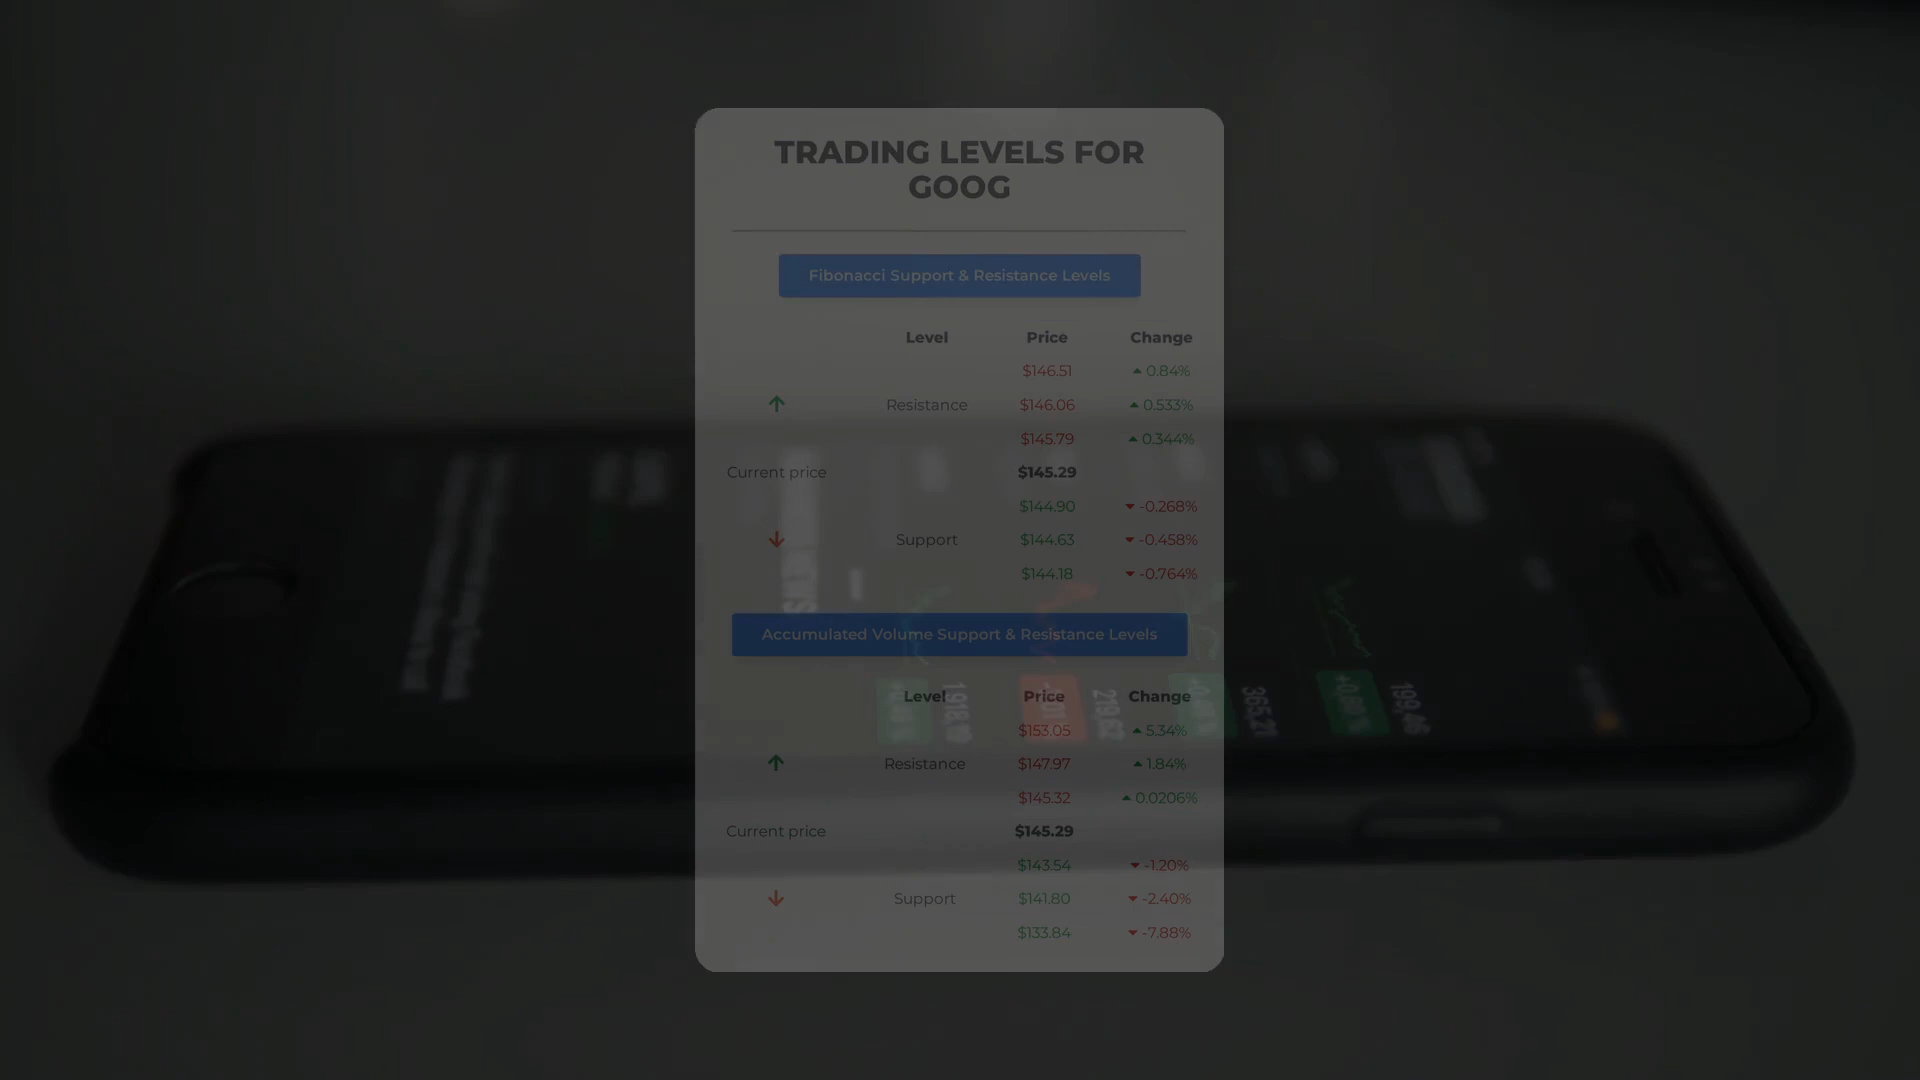 TRADING LEVELS FOR
GOOG
Fibonacci Support & Resistance Levels
Level Price Change
$146.51 0.84%
Resistance $146.06 0.533%
$145.79 0.344%
Current price $145.29
$144.90 -0.268%
Support $144.63 -0.458%
$144.18 -0.764%
Accumulated Volume Support & Resistance Levels
Level Price Change
$153.05 5.34%
Resistance $147.97 1.84%
$145.32 0.0206%
Current price $145.29
$143.54 -1.20%
Support $141.80 -2.40%
$133.84 -7.88%
365.21
199.46